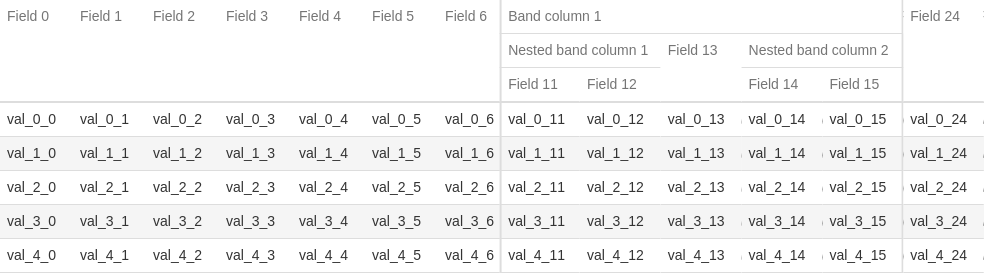 Field 0 Field 1 Field 2 Field 3 Field 4 Field 5 Field 6 Band column 1 Field 24
Nested band column 1 Field 13 Nested band column 2
Field 11 Field 12 Field 14 Field 15
val_0_0 val_0_1 val_0_2 val_0_3 val_0_4 val_0_5 val_0_6 val_0_11 val_0_12 val_0_13 val_0_14 val_0_15 val_0_24
val_1_0 val_1_1 val_1_2 val_1_3 val_1_4 val_1_5 val_1_6 val_1_11 val_1_12 val_1_13 val_1_14 val_1_15 val_1_24
val_2_0 val_2_1 val_2_2 val_2_3 val_2_4 val_2_5 val_2_6 val_2_11 val_2_12 val_2_13 val_2_14 val_2_15 val_2_24
val_3_0 val_3_1 val_3_2 val_3_3 val_3_4 val_3_5 val_3_6 val_3_11 val_3_12 val_3_13 val_3_14 val_3_15 val_3_24
val_4_0 val_4_1 val_4_2 val_4_3 val_4_4 val_4_5 val_4_6 val_4_11 val_4_12 val_4_13 val_4_14 val_4_15 val_4_24